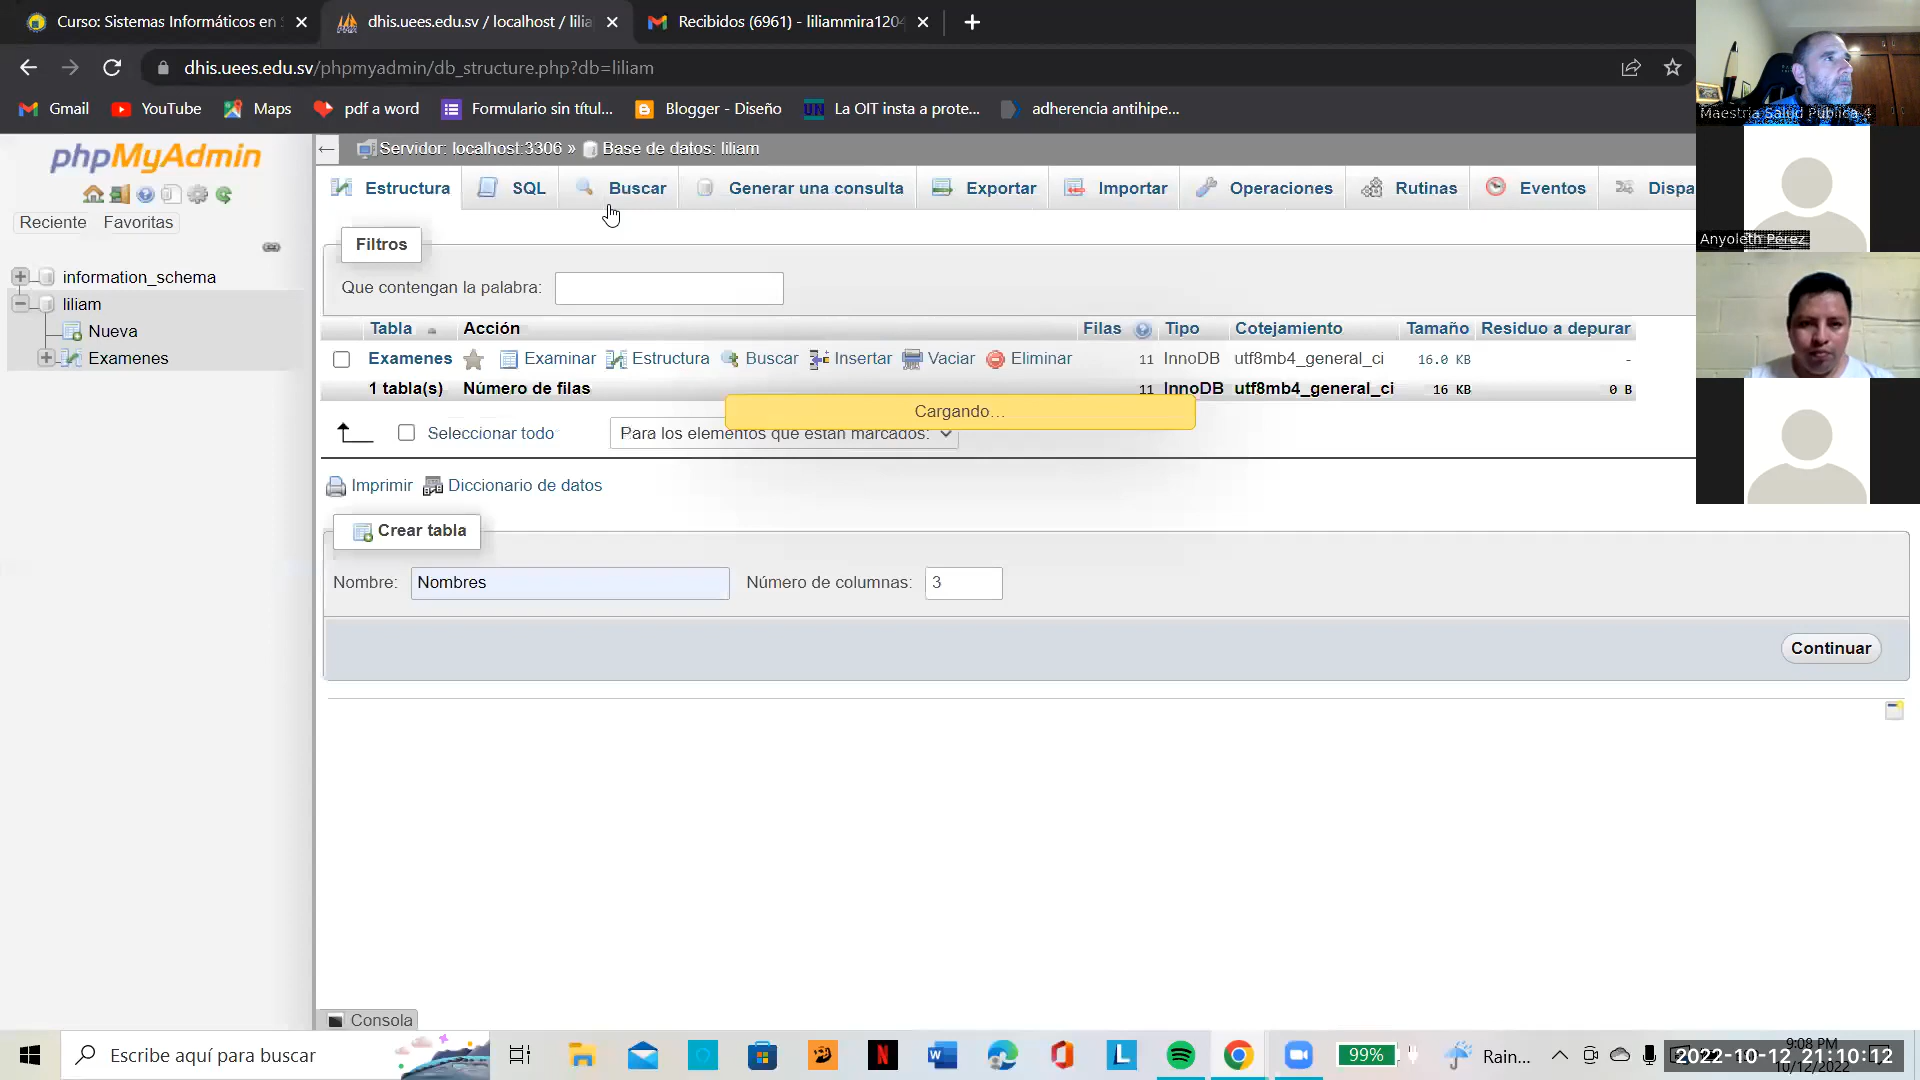 Curso: Sistemas Informáticos en
dhis.uees.edu.sv / localhost / lilia
Recibidos (6961) - liliammira1204
dhis.uees.edu.sv/phpmyadmin/db_structure.php?db=liliam
Gmail
YouTube
Maps
pdf a word
Formulario sin títul...
Blogger - Diseño
UN
La OIT insta a prote...
adherencia antihipe...
Maestria Salud Publica 4
Anyoleth Pérez
phpMyAdmin
Reciente
Favoritas
information_schema
liliam
Nueva
Examenes
Servidor: localhost:3306 » Base de datos: liliam
Estructura
SQL
Buscar
Generar una consulta
Exportar
Importar
Operaciones
Rutinas
Eventos
Dispa
Filtros
Que contengan la palabra:
Tabla Acción Filas Tipo Cotejamiento Tamaño Residuo a depurar
Examenes Examinar Estructura Buscar Insertar Vaciar Eliminar 11 InnoDB utf8mb4_general_ci 16.0 KB -
1 tabla(s) Número de filas 11 InnoDB utf8mb4_general_ci 16 KB 0 B
Cargando...
Seleccionar todo
Para los elementos que están marcados:
Imprimir
Diccionario de datos
Crear tabla
Nombre: Nombres Número de columnas: 3
Continuar
Consola
Escribe aquí para buscar
99%
Rain...
9:08 PM
10/12/2022
2022-10-12 21:10:12